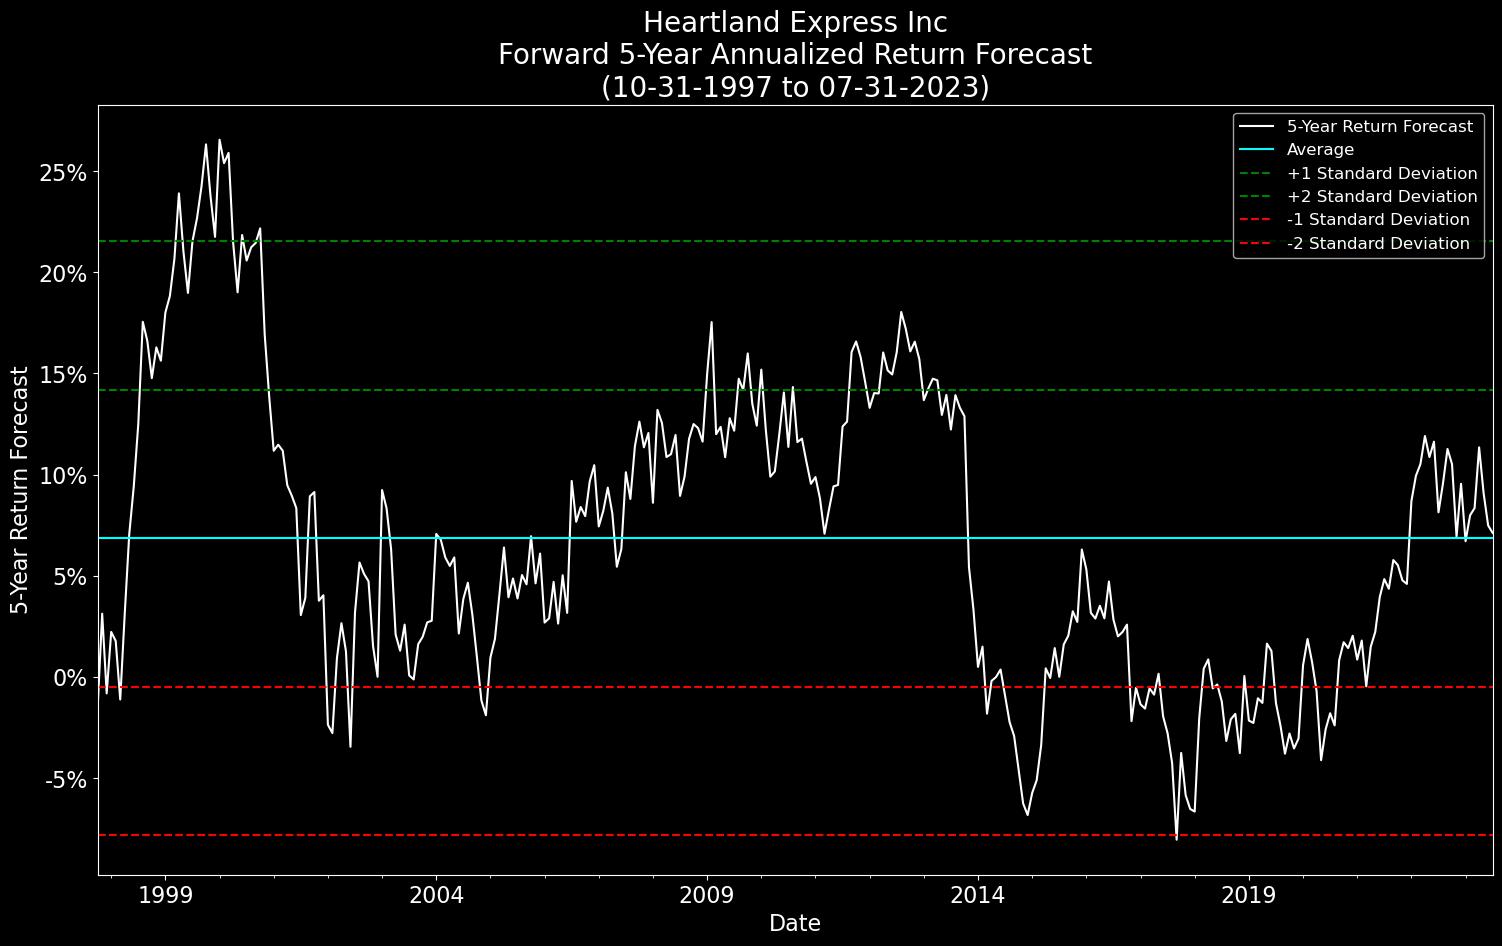 Heartland Express Inc
Forward 5-Year Annualized Return Forecast
(10-31-1997 to 07-31-2023)
5-Year Return Forecast
Average
+1 Standard Deviation
+2 Standard Deviation
-1 Standard Deviation
-2 Standard Deviation
5-Year Return Forecast
25%
20%
15%
10%
5%
0%
-5%
1999
2004
2009
2014
2019
Date